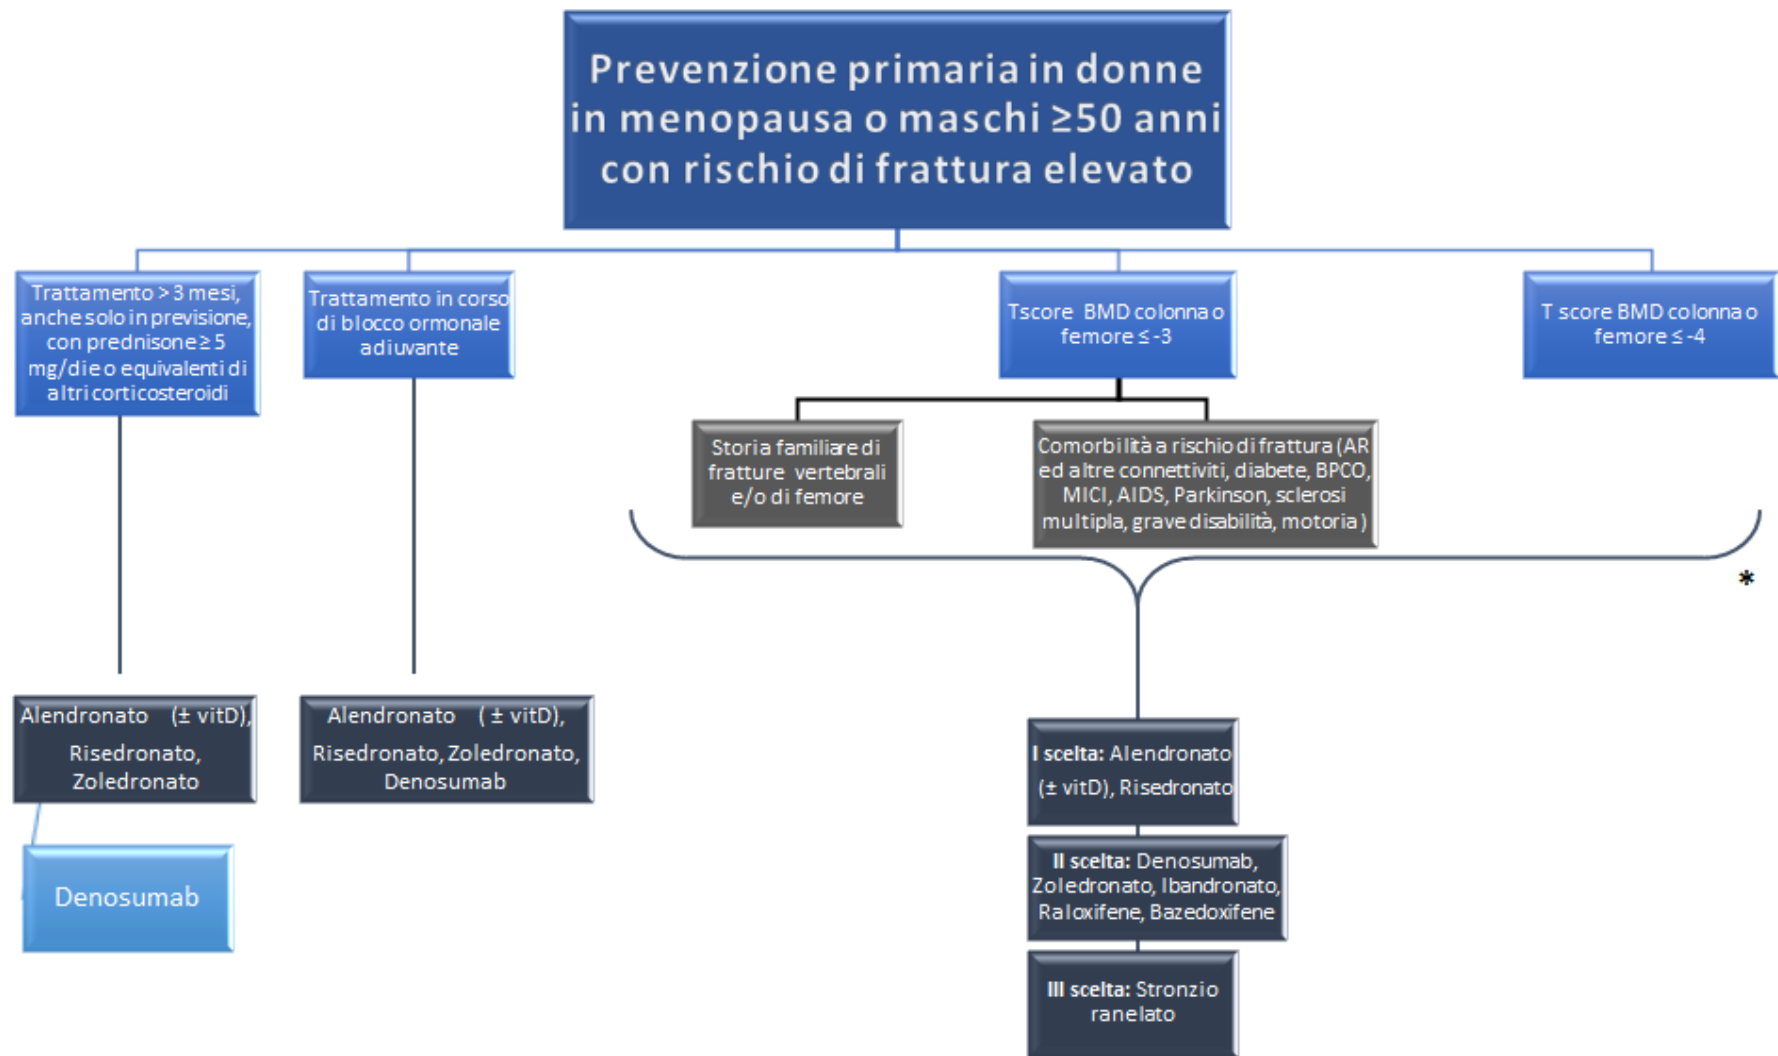 Prevenzione primaria in donne
in menopausa o maschi ≥50 anni
con rischio di frattura elevato
Trattamento > 3 mesi,
anche solo in previsione,
con prednisone ≥ 5
mg/die o equivalenti di
altri corticosteroidi
Trattamento in corso
di blocco ormonale
adiuvante
Tscore BMD colonna o
femore ≤ -3
T score BMD colonna o
femore ≤ -4
Storia familiare di
fratture vertebrali
e/o di femore
Comorbilità a rischio di frattura (AR
ed altre connettiviti, diabete, BPCO,
MICI, AIDS, Parkinson, sclerosi
multipla, grave disabilità, motoria )
*
Alendronato (± vitD),
Risedronato,
Zoledronato
Alendronato ( ± vitD),
Risedronato, Zoledronato,
Denosumab
Denosumab
I scelta: Alendronato
(± vitD), Risedronato
II scelta: Denosumab,
Zoledronato, Ibandronato,
Raloxifene, Bazedoxifene
III scelta: Stronzio
ranelato